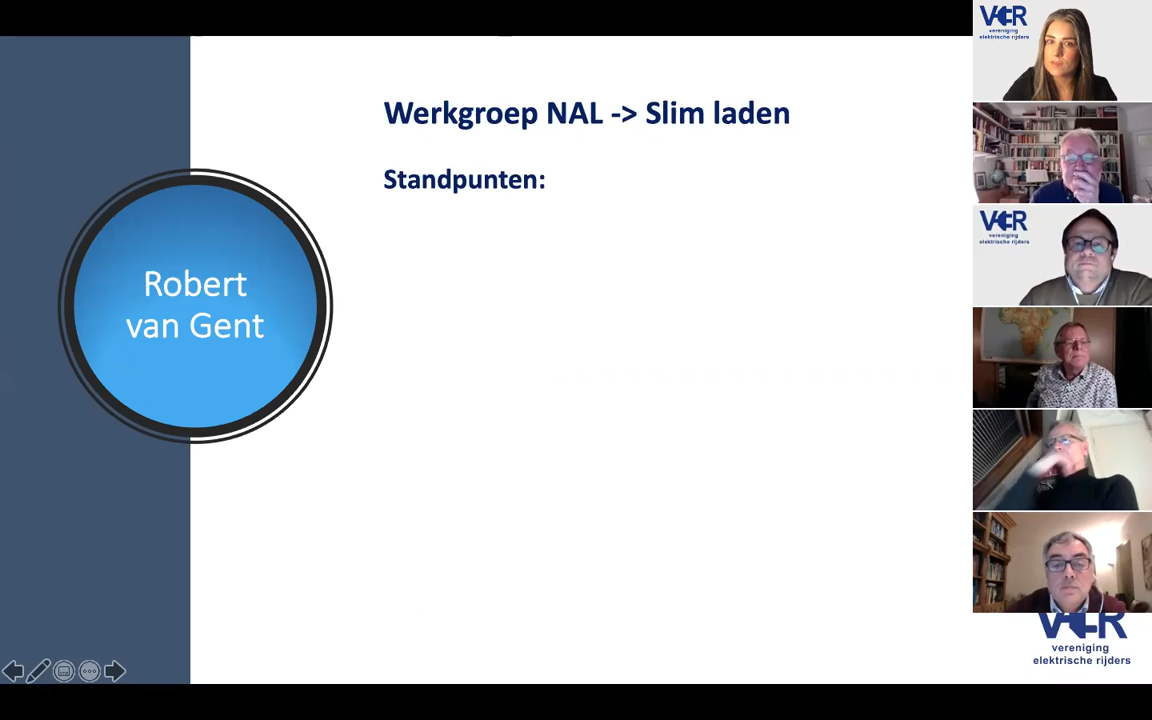 Werkgroep NAL -> Slim laden
Standpunten:
Robert
van Gent
VER
vereniging
elektrische rijders
VER
vereniging
elektrische rijders
VER
vereniging
elektrische rijders